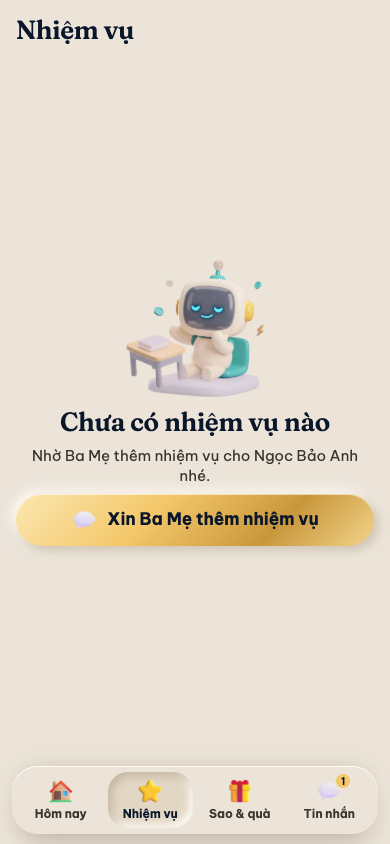 Nhiệm vụ
Chưa có nhiệm vụ nào
Nhờ Ba Mẹ thêm nhiệm vụ cho Ngọc Bảo Anh
nhé.
Xin Ba Mẹ thêm nhiệm vụ
1
Hôm nay
Nhiệm vụ
Sao & quà
Tin nhắn